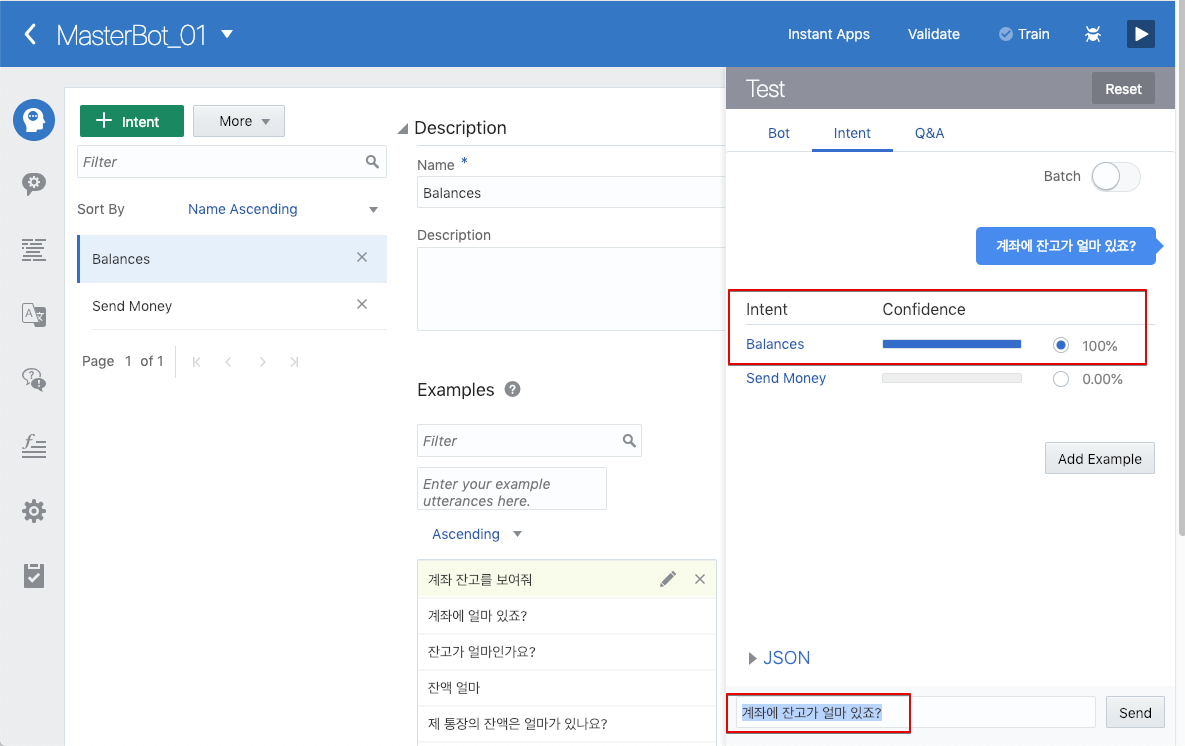 MasterBot_01
Instant Apps
Validate
Train
Intent
More
Filter
Sort By
Name Ascending
Balances
Send Money
Page 1 of 1
Description
Name *
Balances
Description
Examples ?
Filter
Enter your example
utterances here.
Ascending
계좌 잔고를 보여줘
계좌에 얼마 있죠?
잔고가 얼마인가요?
잔액 얼마
제 통장의 잔액은 얼마가 있나요?
Test
Reset
Bot
Intent
Q&A
Batch
계좌에 잔고가 얼마 있죠?
Intent Confidence
Balances 100%
Send Money 0.00%
Add Example
JSON
계좌에 잔고가 얼마 있죠?
Send